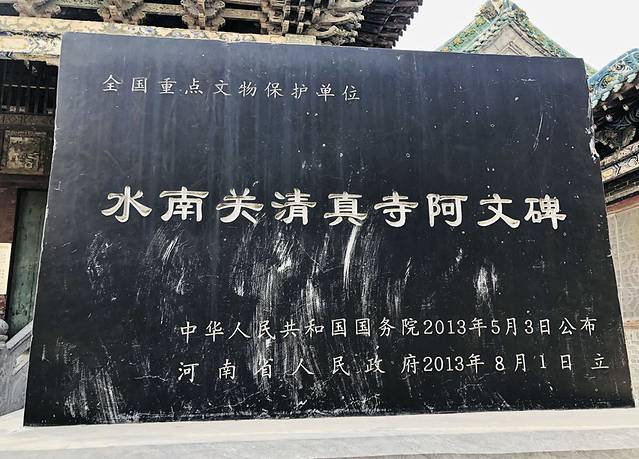 全国重点文物保护单位
水南关清真寺阿文碑
中华人民共和国国务院2013年5月3日公布
河南省人民政府2013年8月1日立